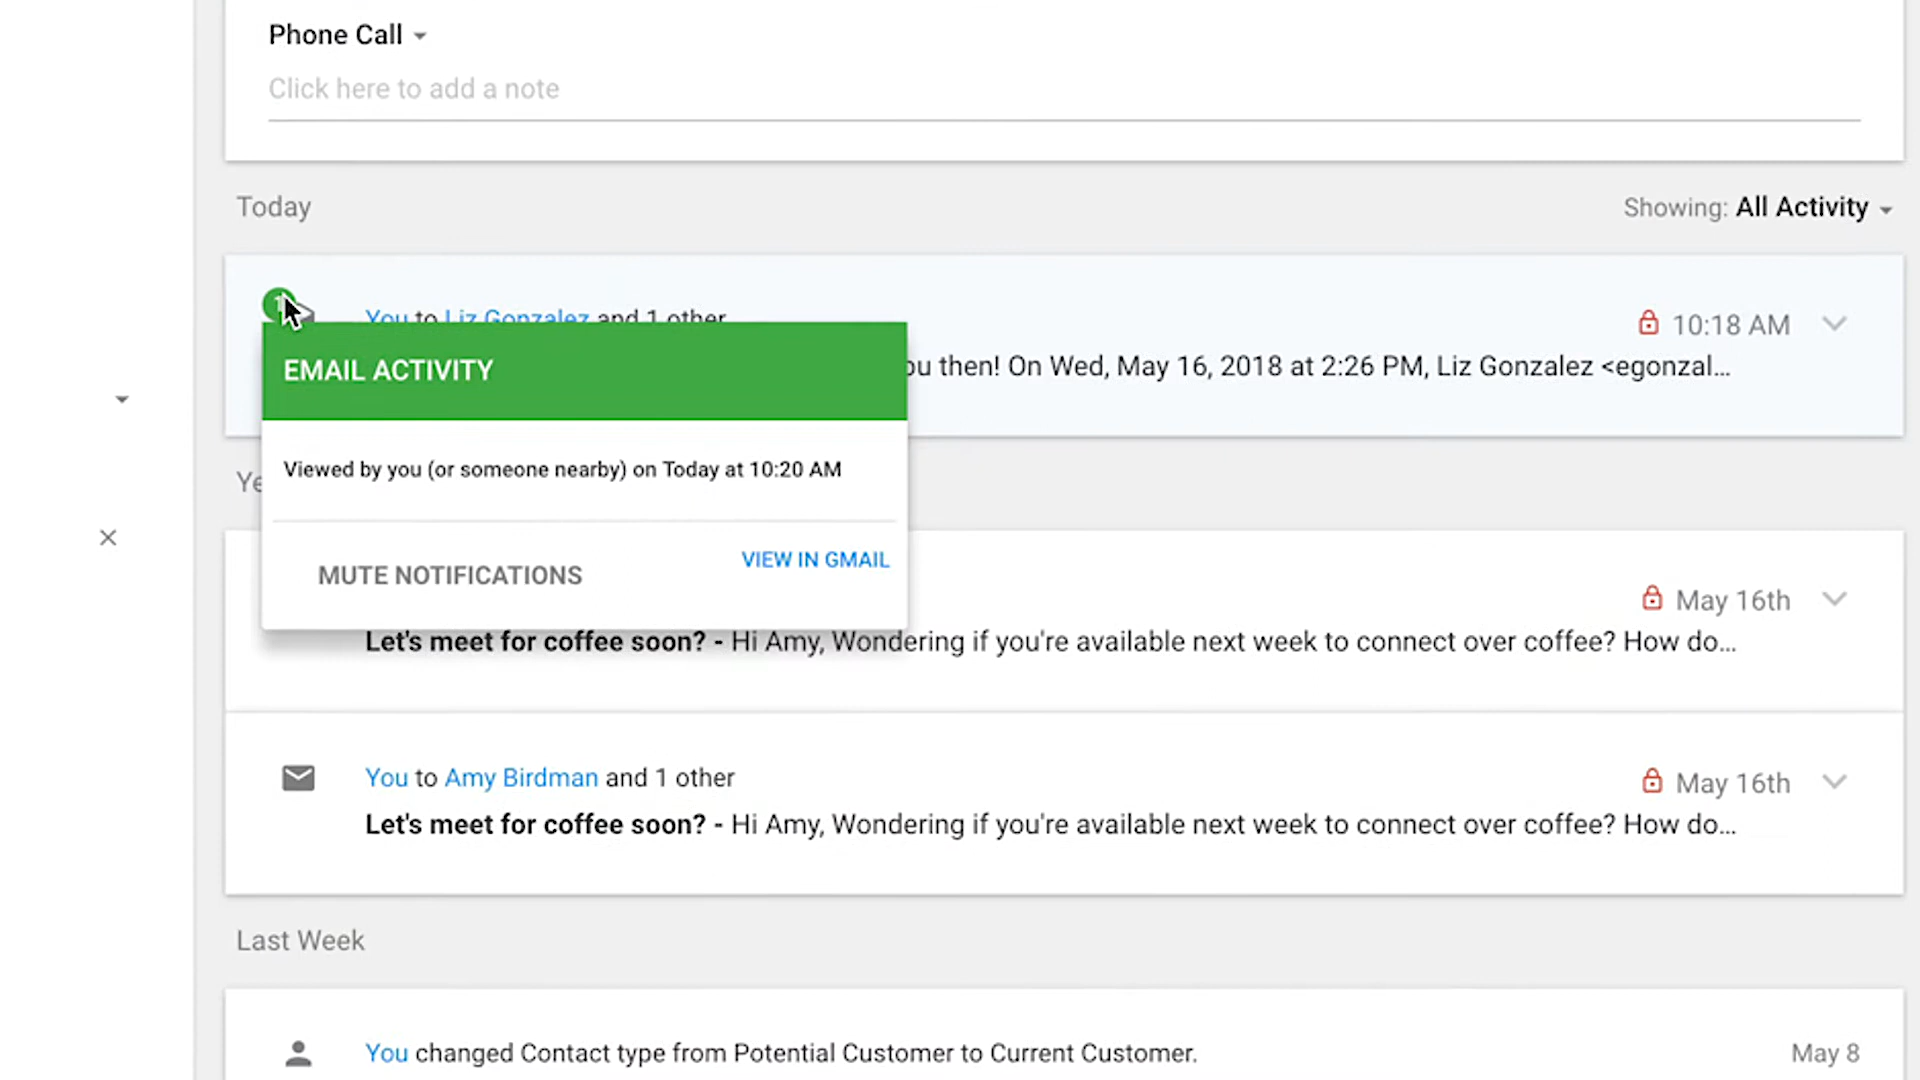 Phone Call
Click here to add a note
Today
Showing: All Activity
You to Liz Gonzalez and 1 other
10:18 AM
EMAIL ACTIVITY
then! On Wed, May 16, 2018 at 2:26 PM, Liz Gonzalez <egonzal...
Viewed by you (or someone nearby) on Today at 10:20 AM
MUTE NOTIFICATIONS
VIEW IN GMAIL
May 16th
Let's meet for coffee soon? - Hi Amy, Wondering if you're available next week to connect over coffee? How do...
You to Amy Birdman and 1 other
May 16th
Let's meet for coffee soon? - Hi Amy, Wondering if you're available next week to connect over coffee? How do...
Last Week
You changed Contact type from Potential Customer to Current Customer.
May 8